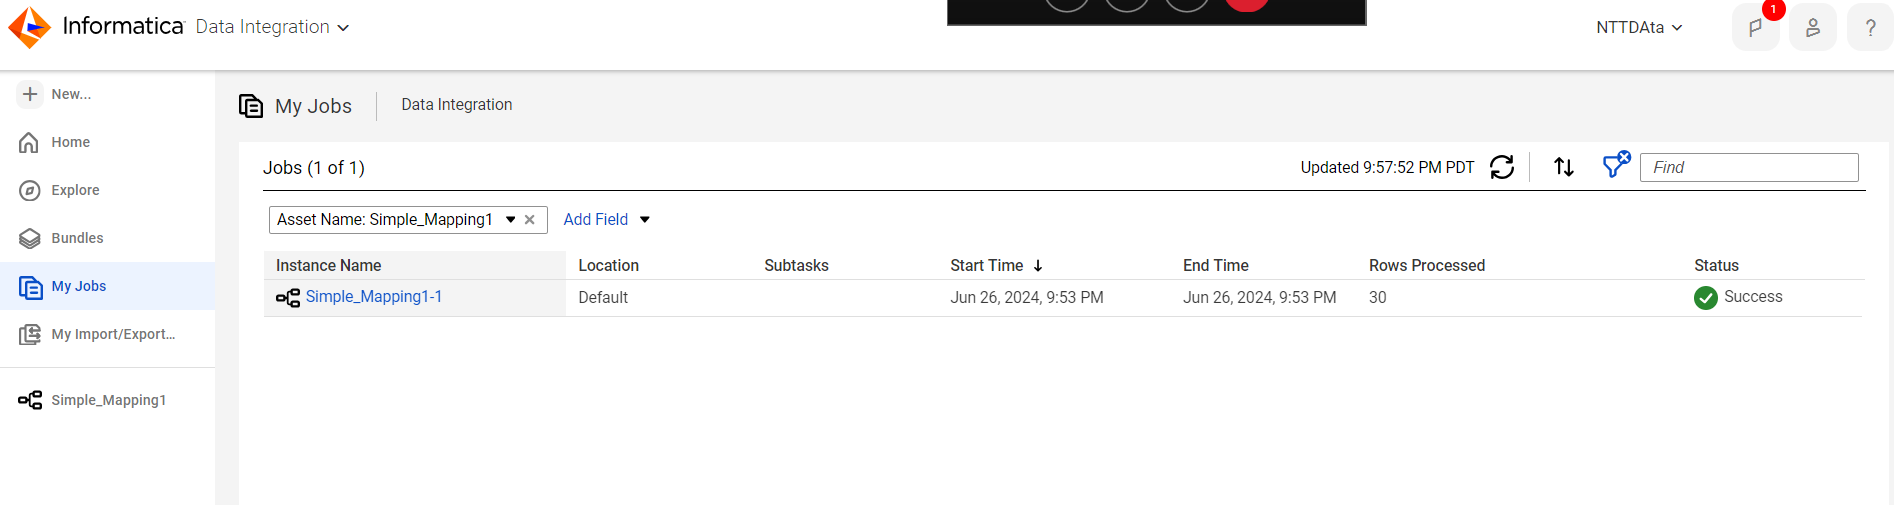 Informatica Data Integration
NTTDAta
1
?
New...
Home
Explore
Bundles
My Jobs
My Import/Export...
Simple_Mapping1
My Jobs Data Integration
Jobs (1 of 1)
Updated 9:57:52 PM PDT
Find
Asset Name: Simple_Mapping1
Add Field
Instance Name Location Subtasks Start Time End Time Rows Processed Status
Simple_Mapping1-1 Default Jun 26, 2024, 9:53 PM Jun 26, 2024, 9:53 PM 30 Success